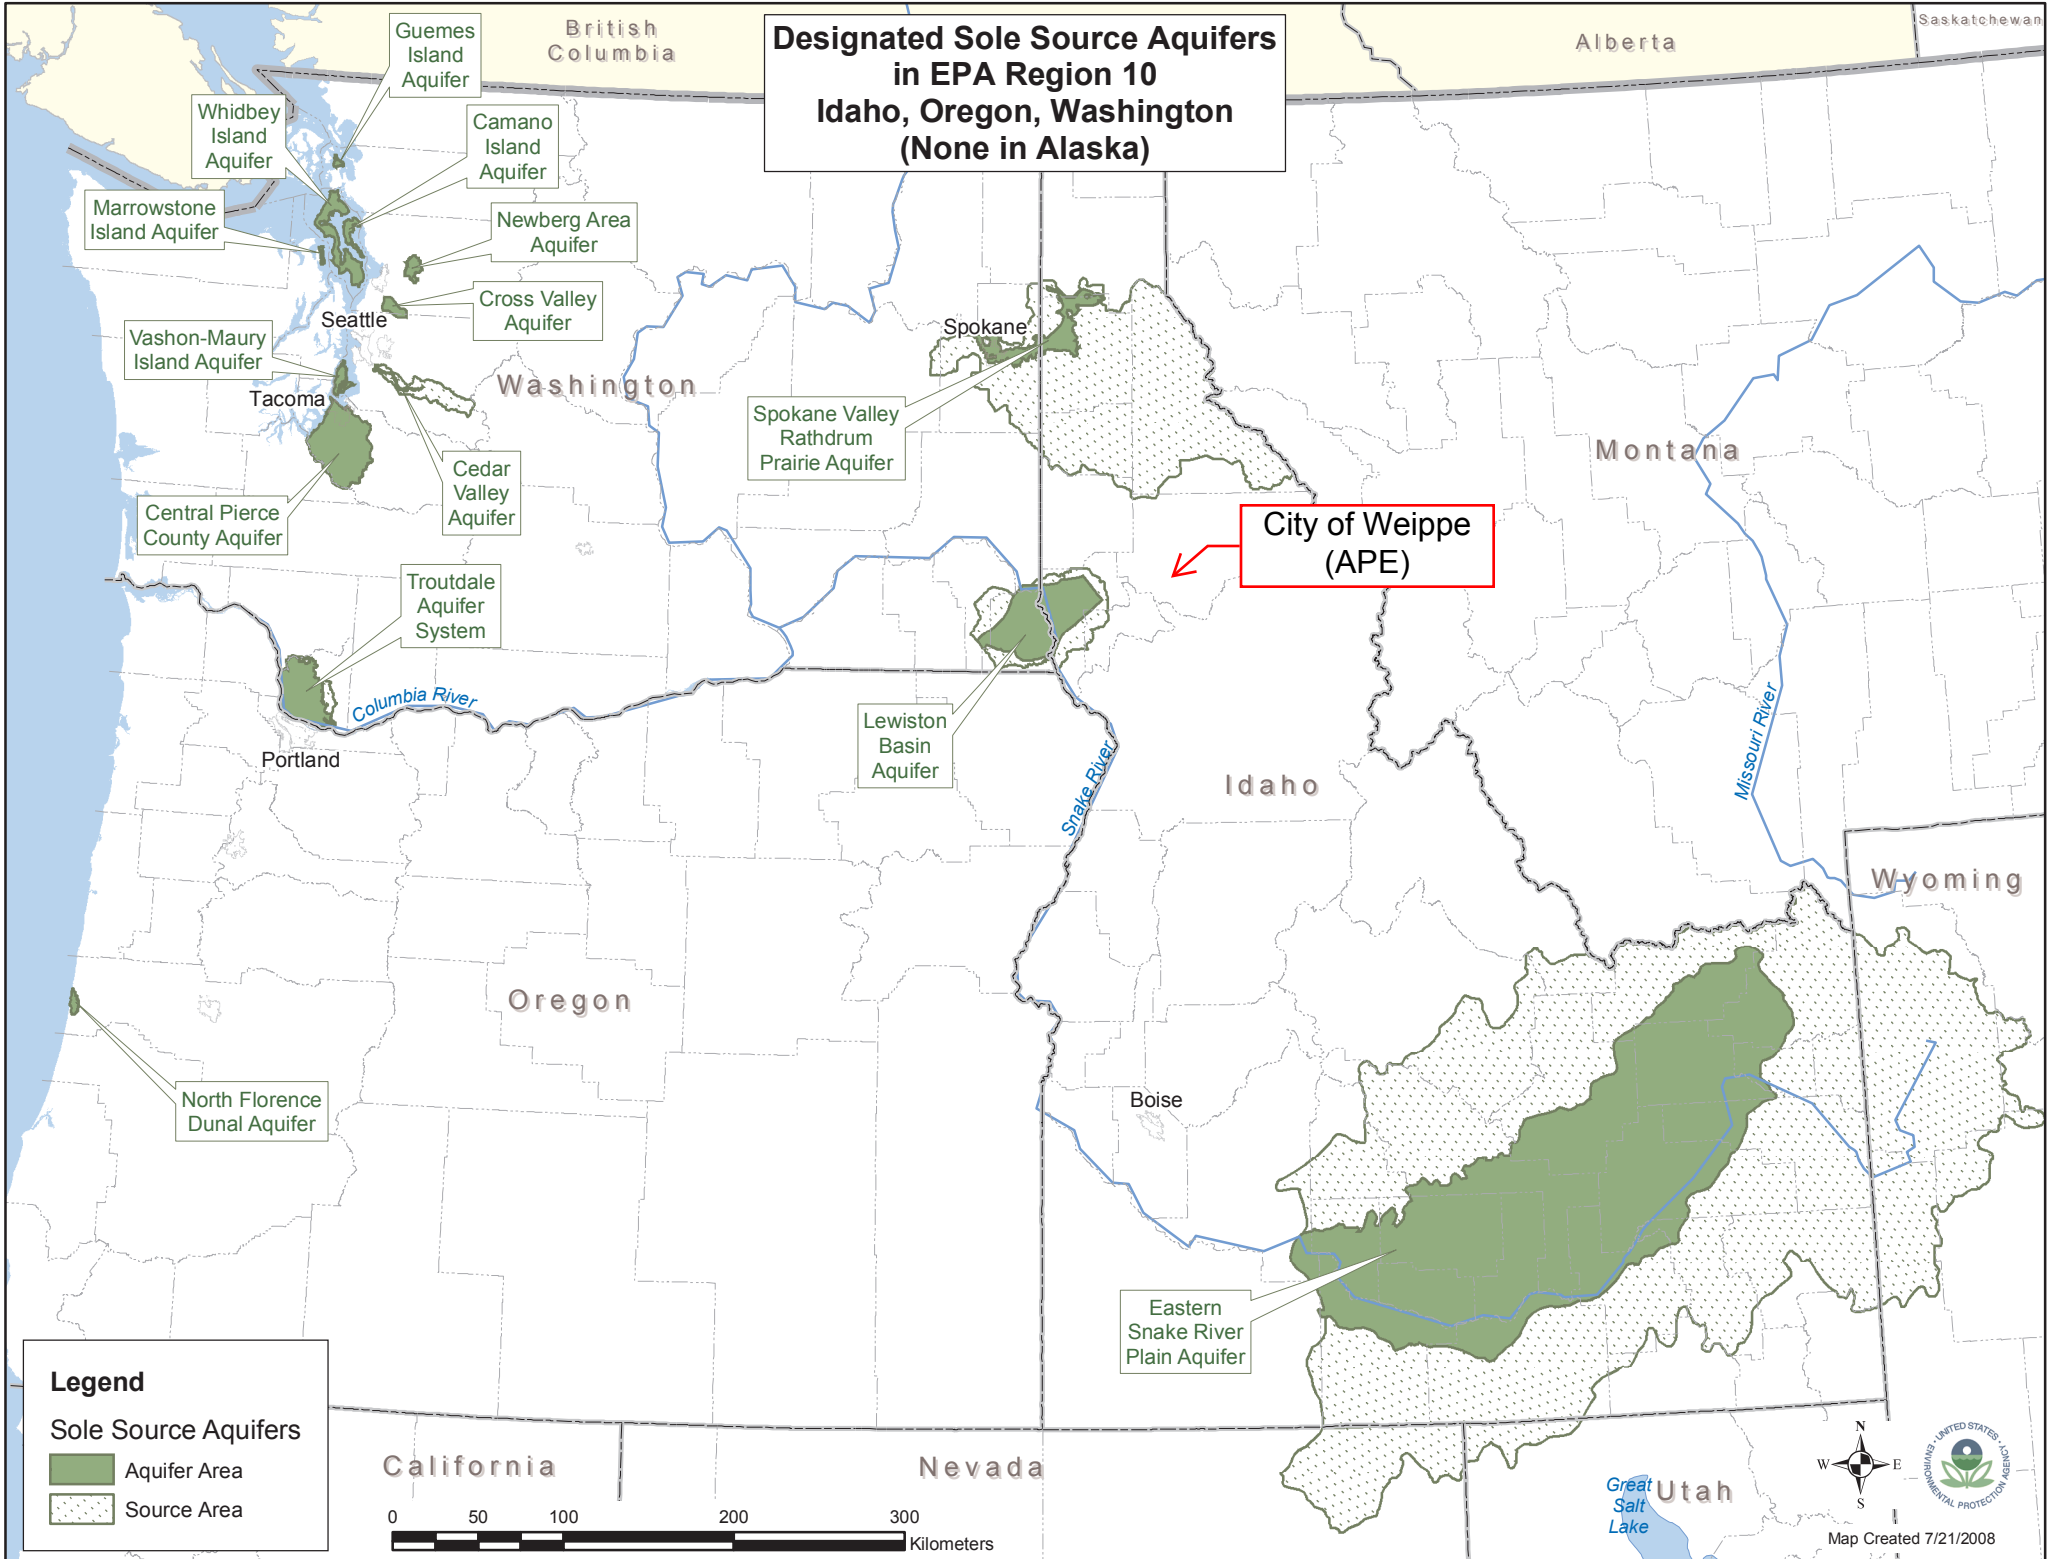 British
Columbia
Alberta
Saskatchewan
Designated Sole Source Aquifers
in EPA Region 10
Idaho, Oregon, Washington
(None in Alaska)
Guemes
Island
Aquifer
Whidbey
Island
Aquifer
Camano
Island
Aquifer
Marrowstone
Island Aquifer
Newberg Area
Aquifer
Cross Valley
Aquifer
Seattle
Vashon-Maury
Island Aquifer
Tacoma
Washington
Spokane
Spokane Valley
Rathdrum
Prairie Aquifer
Montana
Cedar
Valley
Aquifer
Central Pierce
County Aquifer
City of Weippe
(APE)
Troutdale
Aquifer
System
Columbia River
Portland
Lewiston
Basin
Aquifer
Snake River
Idaho
Missouri River
Wyoming
Oregon
North Florence
Dunal Aquifer
Boise
Eastern
Snake River
Plain Aquifer
Legend
Sole Source Aquifers
Aquifer Area
Source Area
California
Nevada
Utah
Great
Salt
Lake
0 50 100 200 300
Kilometers
N
W E
S
UNITED STATES
ENVIRONMENTAL PROTECTION AGENCY
Map Created 7/21/2008